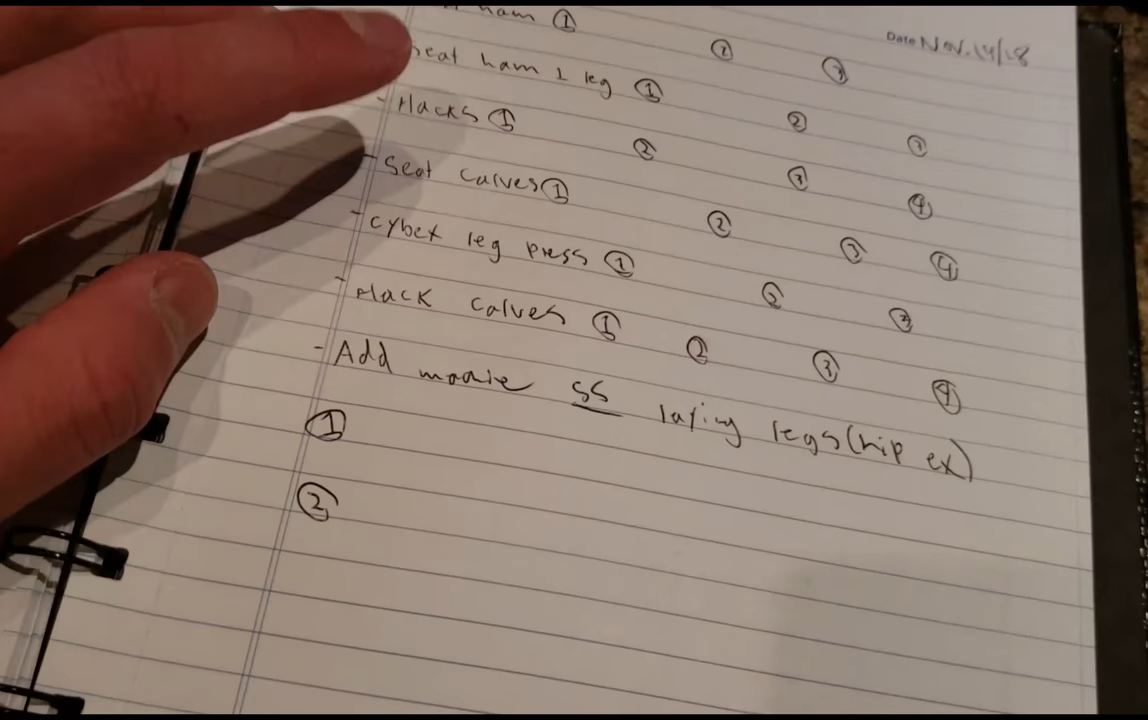 ham ① ② ③
Date Nov. 14/18
seat ham 1 leg ① ② ③
- Hacks ① ② ③ ④
- Seat calves ① ② ③ ④
- Cybex leg press ① ② ③
- Hack calves ① ② ③ ④
- Add SS laying legs (hip ex)
①
②